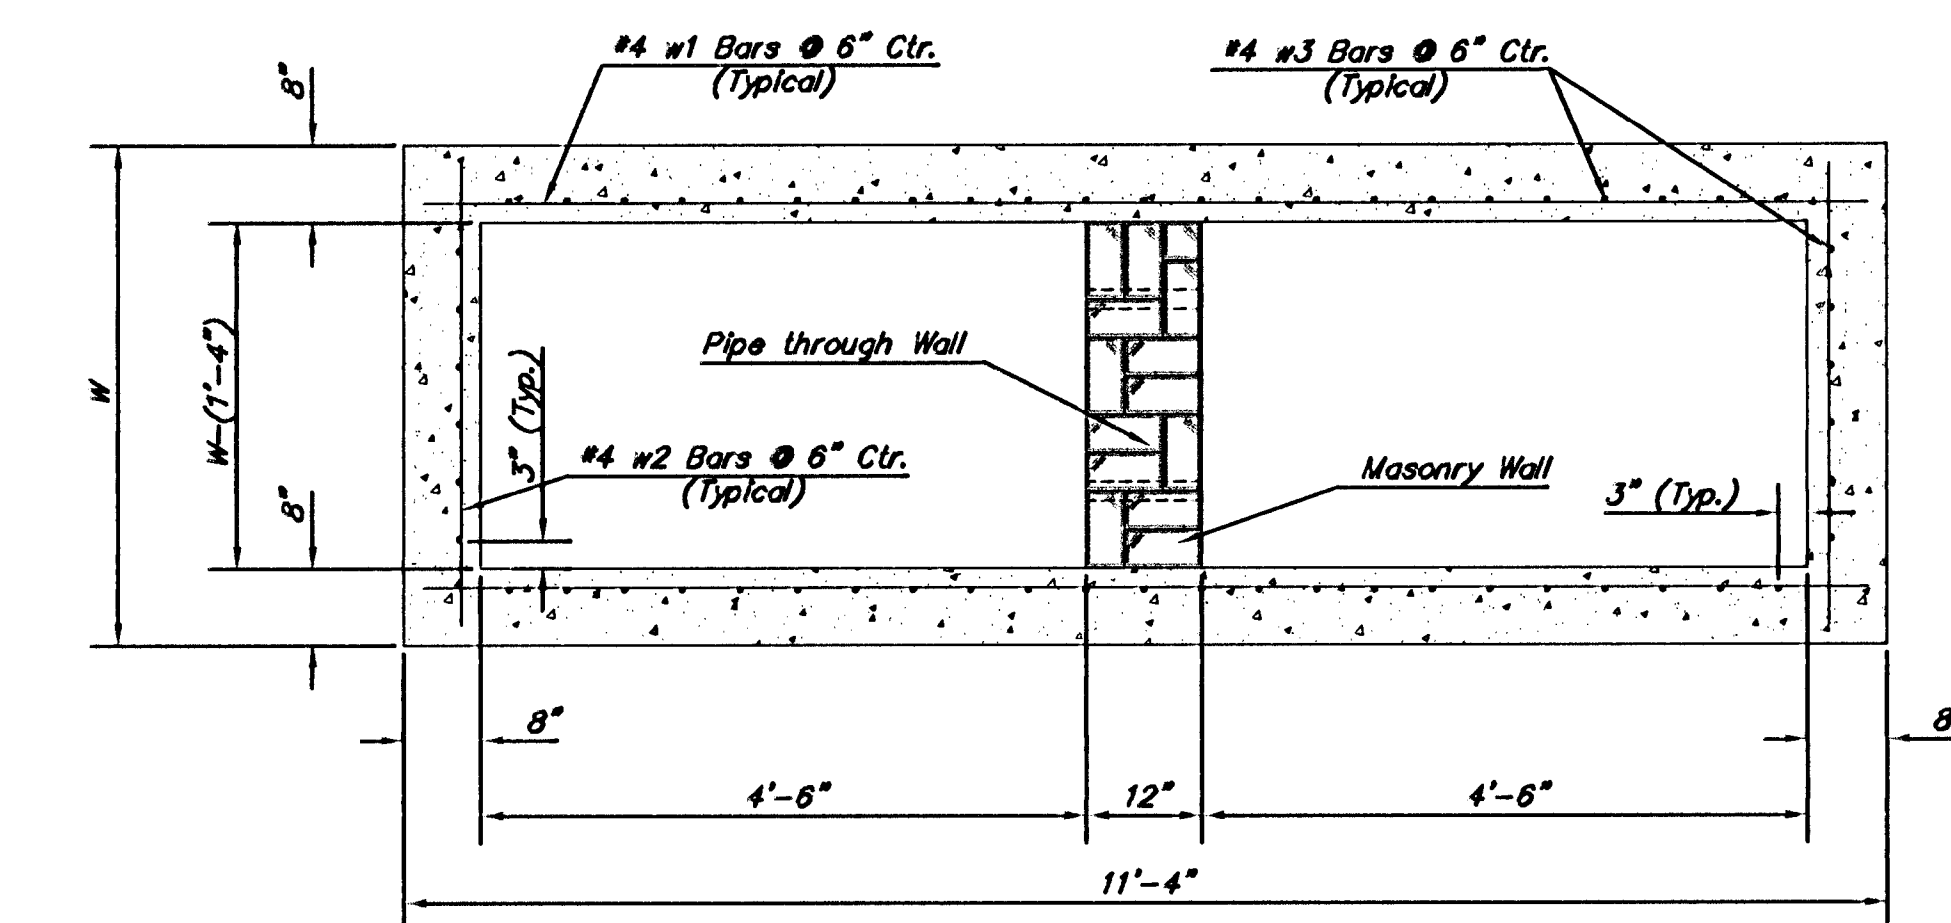 #4 w1 Bars @ 6" Ctr.
(Typical)
#4 w3 Bars @ 6" Ctr.
(Typical)
8"
W
W-(1'-4")
Pipe through Wall
3" (Typ.)
#4 w2 Bars @ 6" Ctr.
(Typical)
Masonry Wall
3" (Typ.)
8"
8"
8
4'-6"
12"
4'-6"
11'-4"